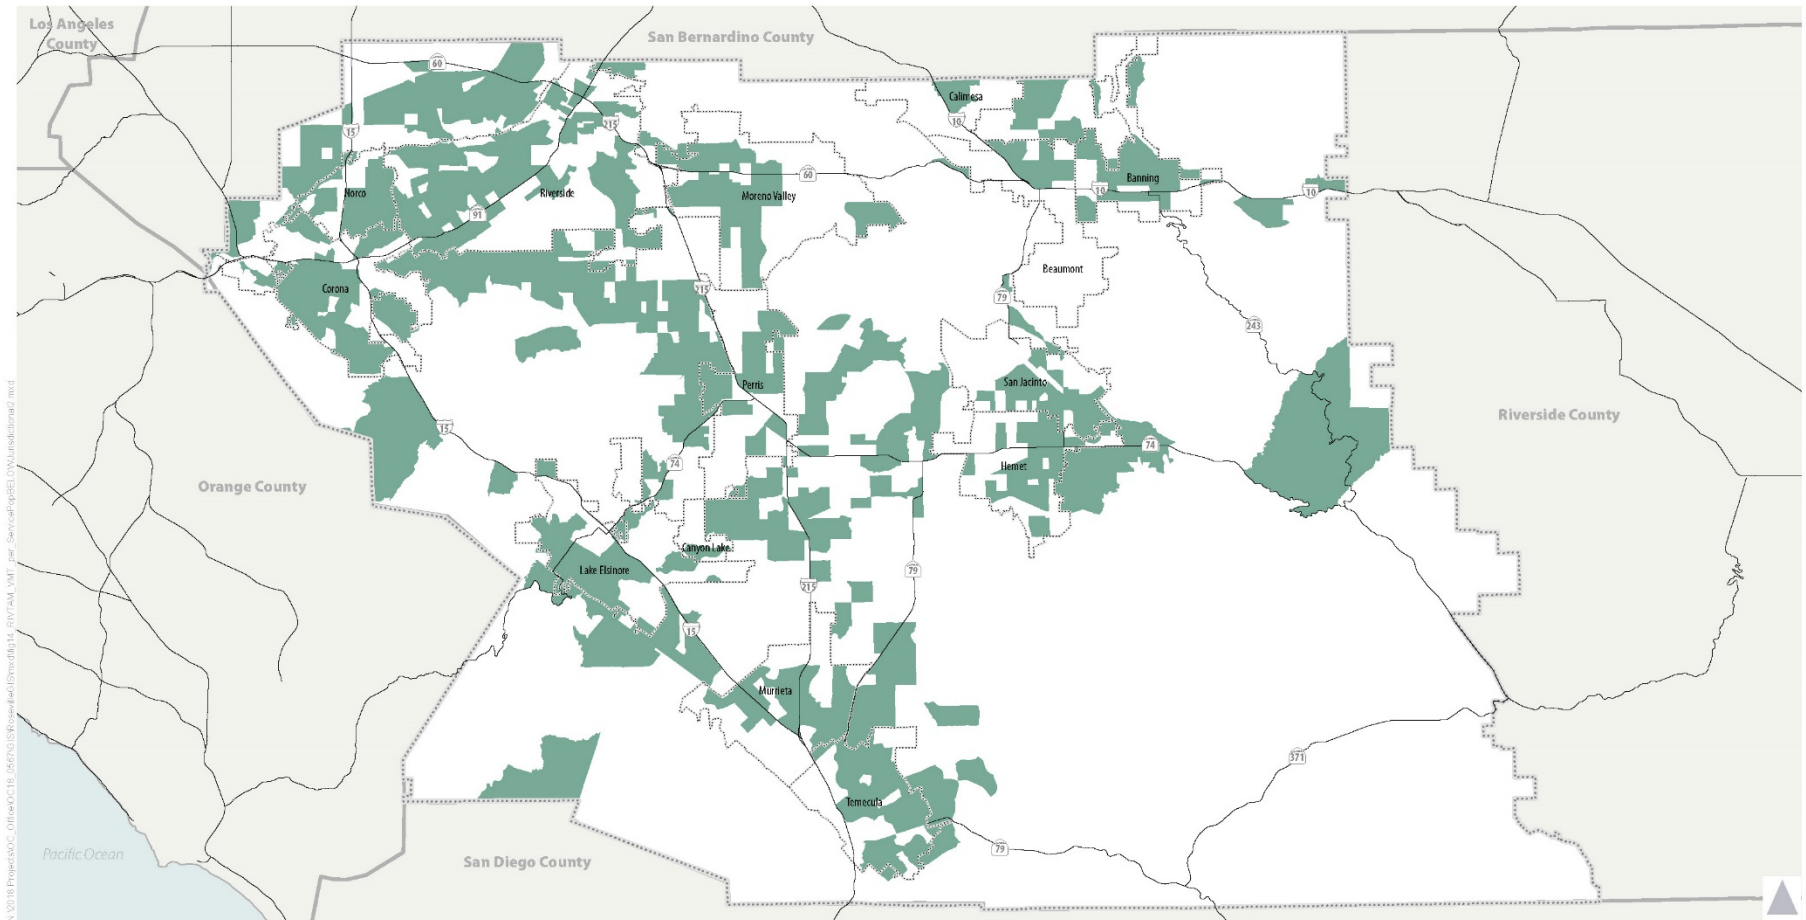 Los Angeles
County
San Bernardino County
60
Calimesa
10
15
215
Norco
Riverside
Moreno Valley
60
Banning
10
10
91
Corona
215
Beaumont
79
243
Perris
San Jacinto
Riverside County
15
74
74
Hemet
Orange County
Canyon Lake
Lake Elsinore
79
215
15
Murrieta
371
Temecula
79
Pacific Ocean
San Diego County